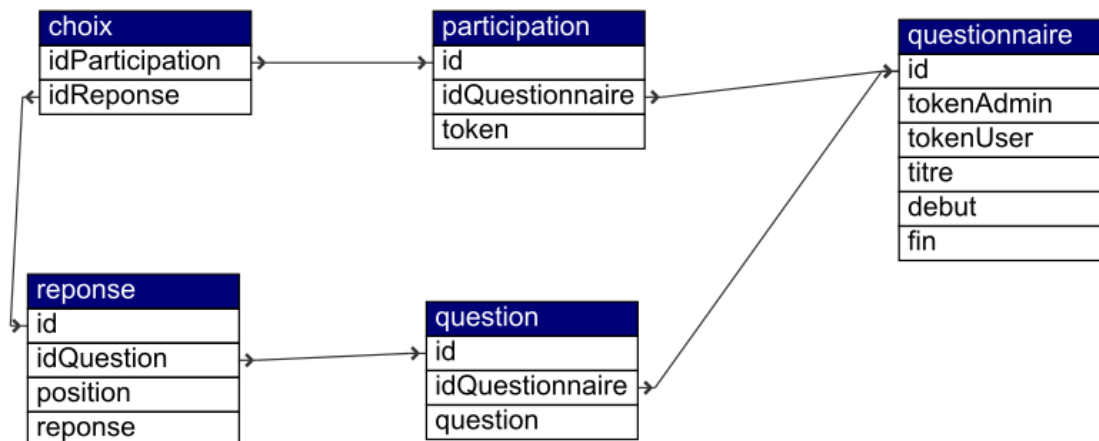 choix
idParticipation
idReponse
participation
id
idQuestionnaire
token
questionnaire
id
tokenAdmin
tokenUser
titre
debut
fin
reponse
id
idQuestion
position
reponse
question
id
idQuestionnaire
question